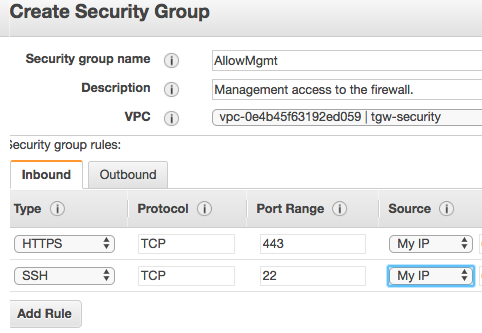 Create Security Group
Security group name i AllowMgmt
Description i Management access to the firewall.
VPC i vpc-0e4b45f63192ed059 | tgw-security
Security group rules:
Inbound Outbound
Type i Protocol i Port Range i Source i
HTTPS TCP 443 My IP
SSH TCP 22 My IP
Add Rule